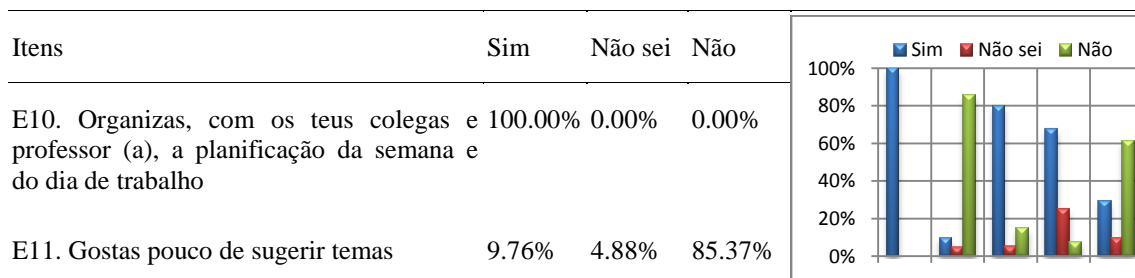 Itens Sim Não sei Não
E10. Organizas, com os teus colegas e 100.00% 0.00% 0.00%
professor (a), a planificação da semana e
do dia de trabalho
E11. Gostas pouco de sugerir temas 9.76% 4.88% 85.37%
Sim Não sei Não
100%
80%
60%
40%
20%
0%